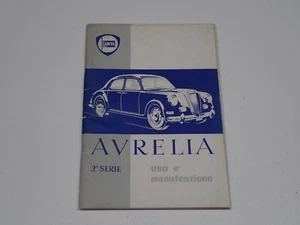 LANCIA
AVRELIA
2ª SERIE
uso e
manutenzione